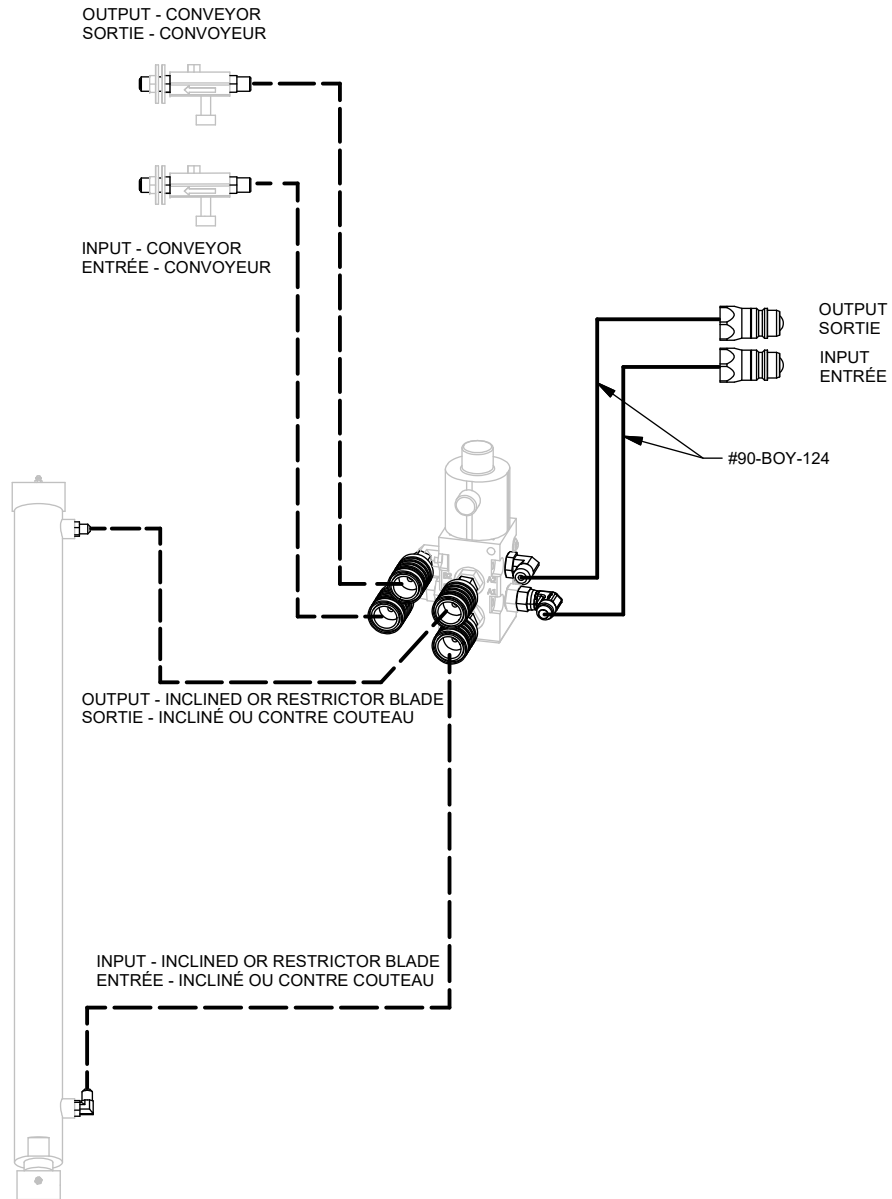 OUTPUT - CONVEYOR
SORTIE - CONVOYEUR
INPUT - CONVEYOR
ENTRÉE - CONVOYEUR
OUTPUT
SORTIE
INPUT
ENTRÉE
#90-BOY-124
OUTPUT - INCLINED OR RESTRICTOR BLADE
SORTIE - INCLINÉ OU CONTRE COUTEAU
INPUT - INCLINED OR RESTRICTOR BLADE
ENTRÉE - INCLINÉ OU CONTRE COUTEAU